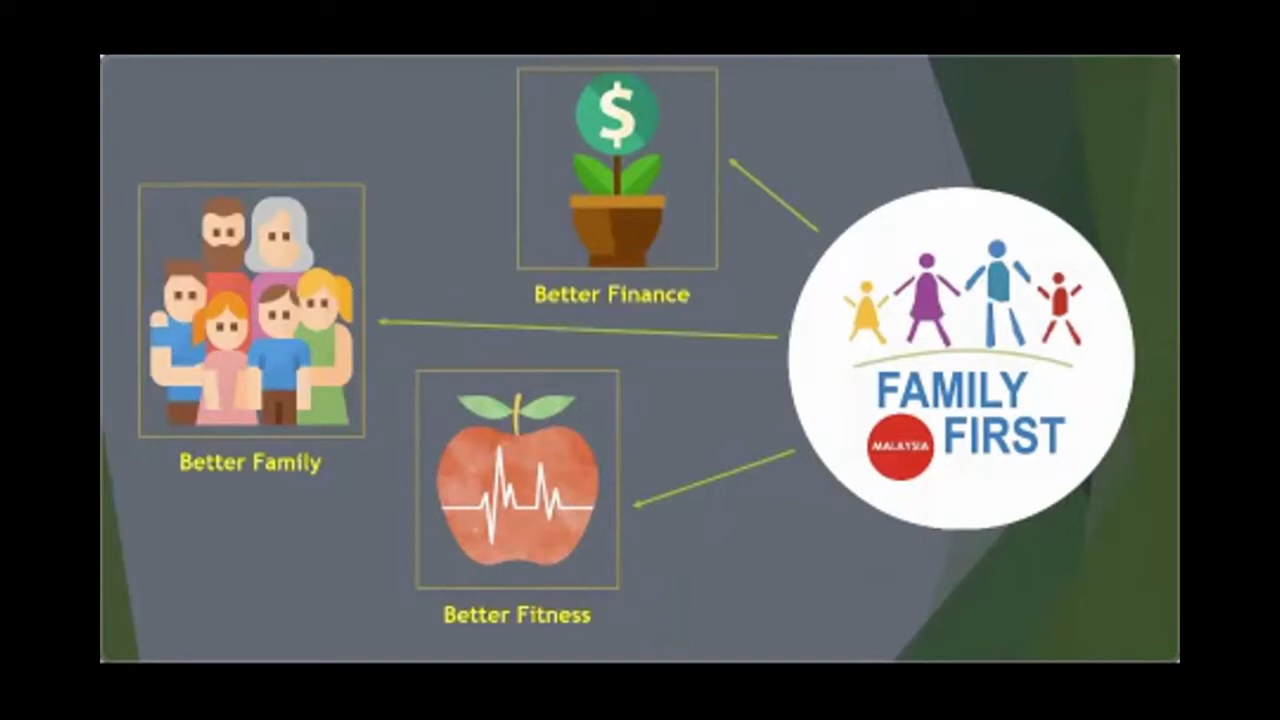 $
Better Finance
Better Family
Better Fitness
FAMILY
MALAYSIA FIRST